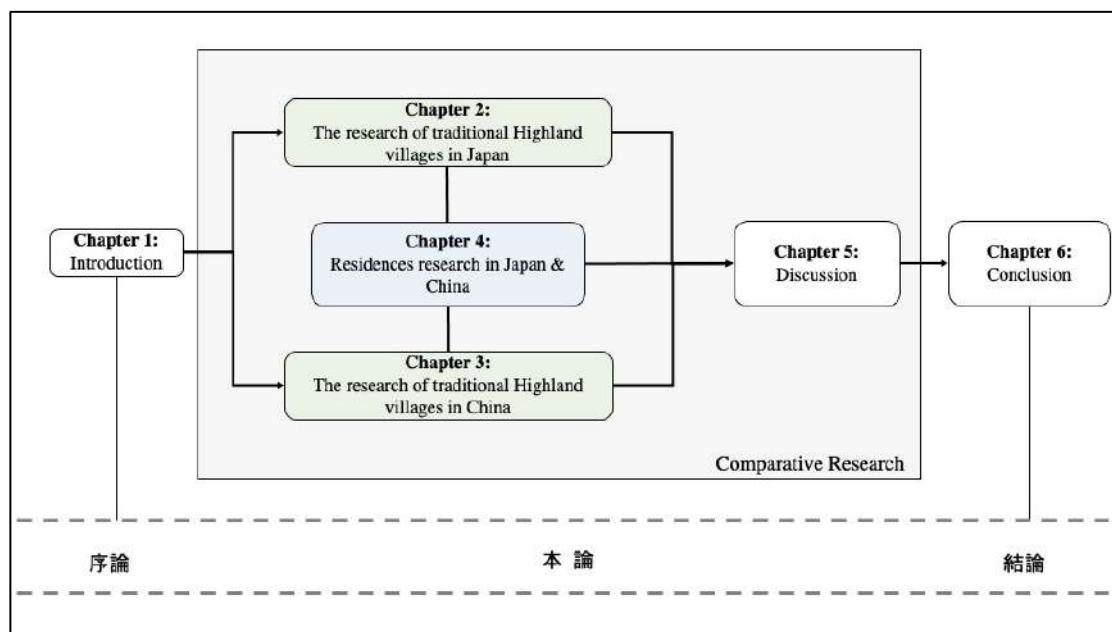 Chapter 2:
The research of traditional Highland
villages in Japan
Chapter 1:
Introduction
Chapter 4:
Residences research in Japan &
China
Chapter 5:
Discussion
Chapter 6:
Conclusion
Chapter 3:
The research of traditional Highland
villages in China
Comparative Research
序論
本 論
結論